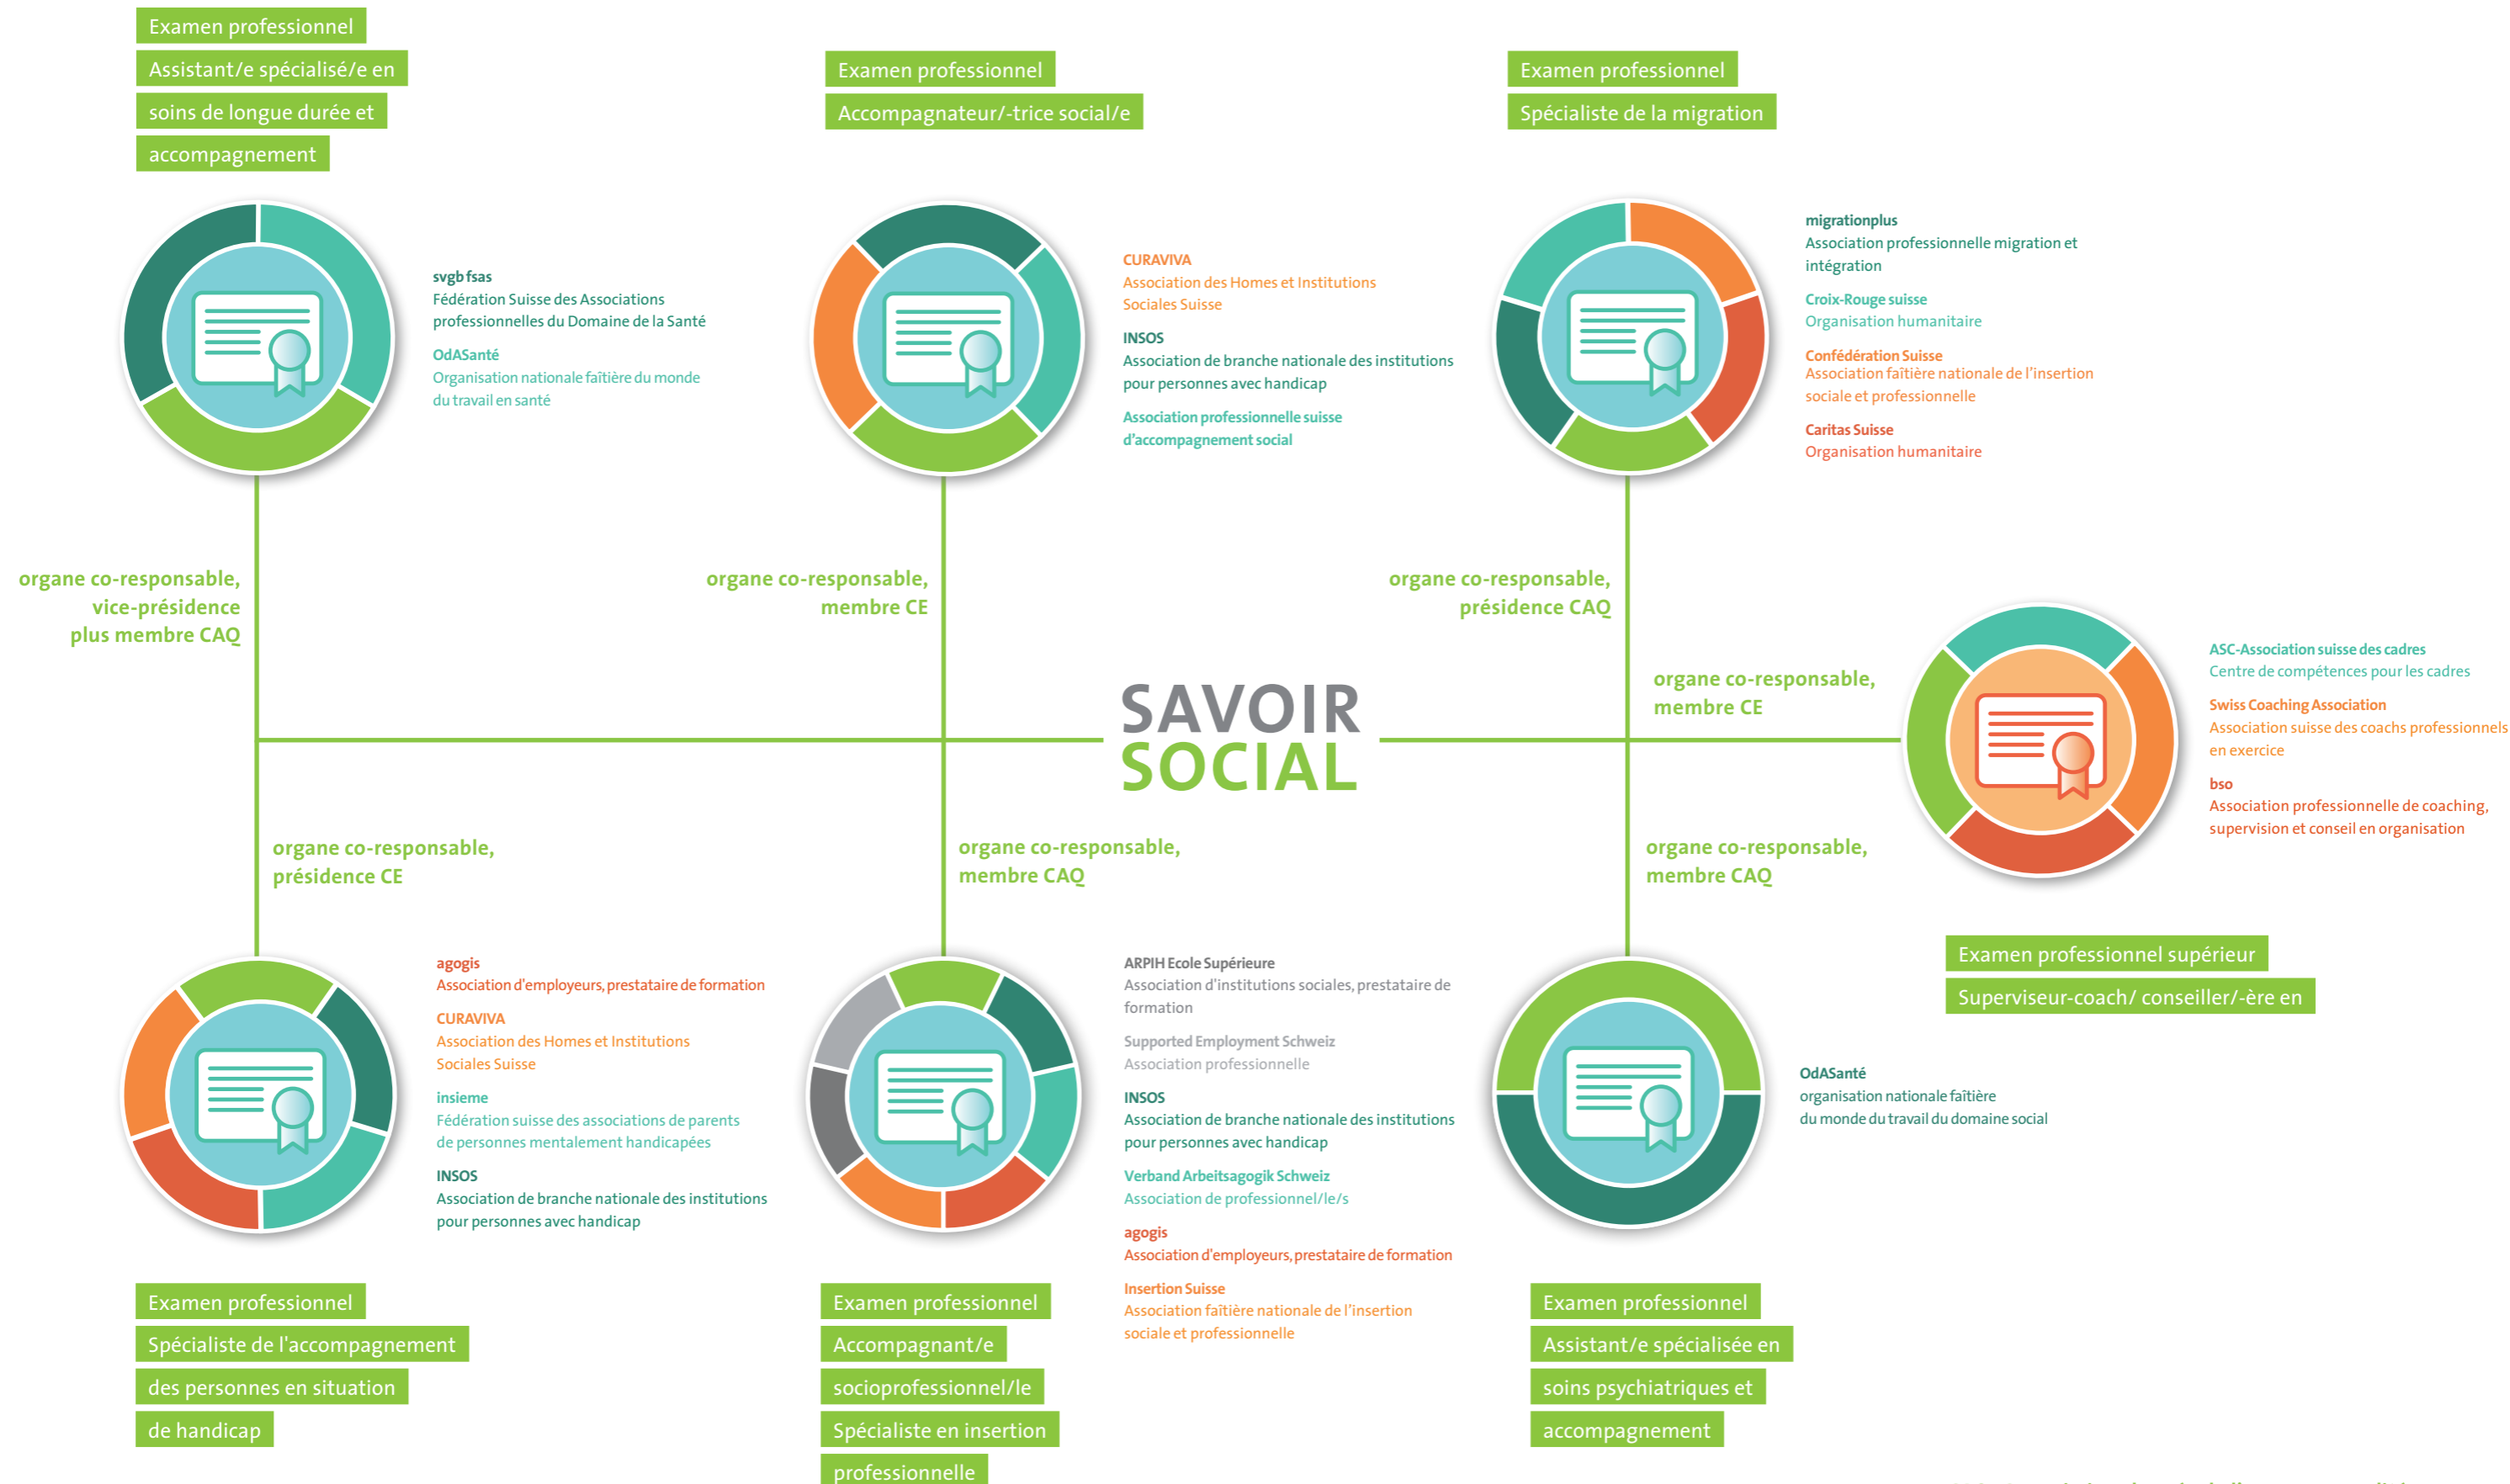 Examen professionnel
Assistant/e spécialisé/e en
soins de longue durée et
accompagnement
svgb fsas
Fédération Suisse des Associations
professionnelles du Domaine de la Santé
OdASanté
Organisation nationale faîtière du monde
du travail en santé
organe co-responsable,
vice-présidence
plus membre CAQ
Examen professionnel
Accompagnateur/-trice social/e
CURAVIVA
Association des Homes et Institutions
Sociales Suisse
INSOS
Association de branche nationale des institutions
pour personnes avec handicap
Association professionnelle suisse
d'accompagnement social
organe co-responsable,
membre CE
Examen professionnel
Spécialiste de la migration
migrationplus
Association professionnelle migration et
intégration
Croix-Rouge suisse
Organisation humanitaire
Confédération Suisse
Association faîtière nationale de l'insertion
sociale et professionnelle
Caritas Suisse
Organisation humanitaire
organe co-responsable,
présidence CAQ
SAVOIR
SOCIAL
organe co-responsable,
membre CE
ASC-Association suisse des cadres
Centre de compétences pour les cadres
Swiss Coaching Association
Association suisse des coachs professionnels
en exercice
bso
Association professionnelle de coaching,
supervision et conseil en organisation
Examen professionnel supérieur
Superviseur-coach/ conseiller/-ère en
organe co-responsable,
présidence CE
agogis
Association d'employeurs, prestataire de formation
CURAVIVA
Association des Homes et Institutions
Sociales Suisse
insieme
Fédération suisse des associations de parents
de personnes mentalement handicapées
INSOS
Association de branche nationale des institutions
pour personnes avec handicap
Examen professionnel
Spécialiste de l'accompagnement
des personnes en situation
de handicap
organe co-responsable,
membre CAQ
ARPIH Ecole Supérieure
Association d'institutions sociales, prestataire de
formation
Supported Employment Schweiz
Association professionnelle
INSOS
Association de branche nationale des institutions
pour personnes avec handicap
Verband Arbeitsagogik Schweiz
Association de professionnel/le/s
agogis
Association d'employeurs, prestataire de formation
Insertion Suisse
Association faîtière nationale de l'insertion
sociale et professionnelle
Examen professionnel
Accompagnant/e
socioprofessionnel/le
Spécialiste en insertion
professionnelle
organe co-responsable,
membre CAQ
OdASanté
organisation nationale faîtière
du monde du travail du domaine social
Examen professionnel
Assistant/e spécialisée en
soins psychiatriques et
accompagnement